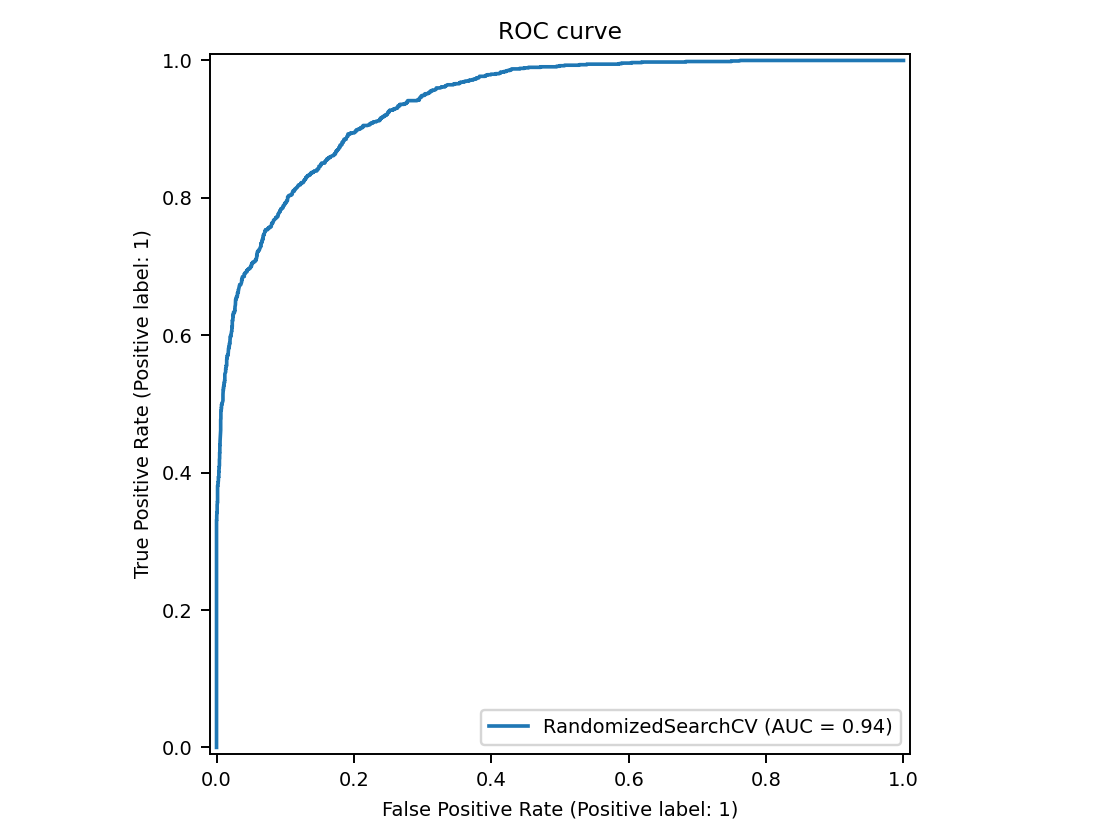 ROC curve
1.0
0.8
0.6
0.4
0.2
0.0
True Positive Rate (Positive label: 1)
RandomizedSearchCV (AUC = 0.94)
0.0 0.2 0.4 0.6 0.8 1.0
False Positive Rate (Positive label: 1)